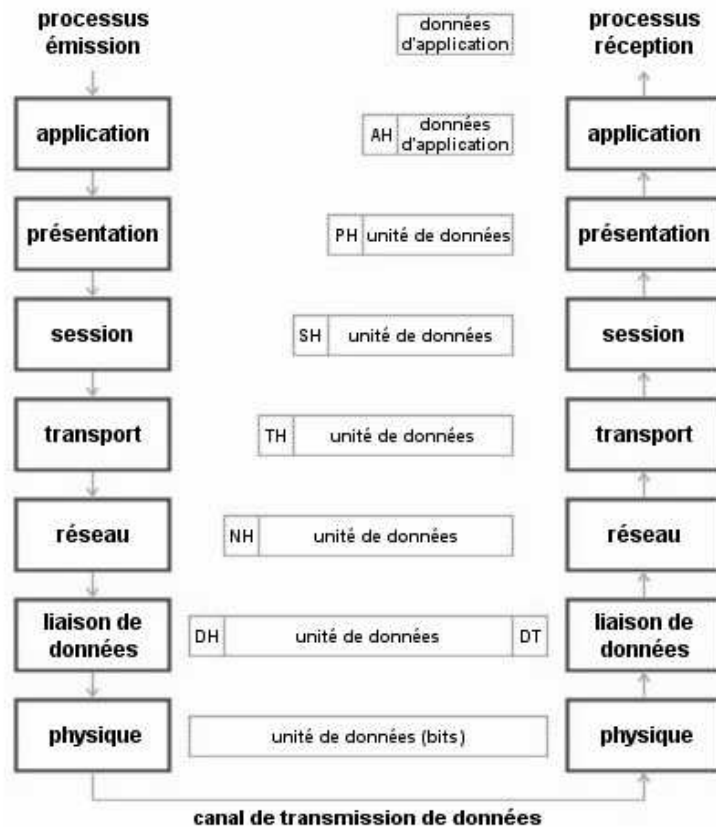 processus
émission
données
d'application
processus
réception
application
AH
données
d'application
application
présentation
PH
unité de données
présentation
session
SH
unité de données
session
transport
TH
unité de données
transport
réseau
NH
unité de données
réseau
liaison de
données
DH
unité de données
DT
liaison de
données
physique
unité de données (bits)
physique
canal de transmission de données